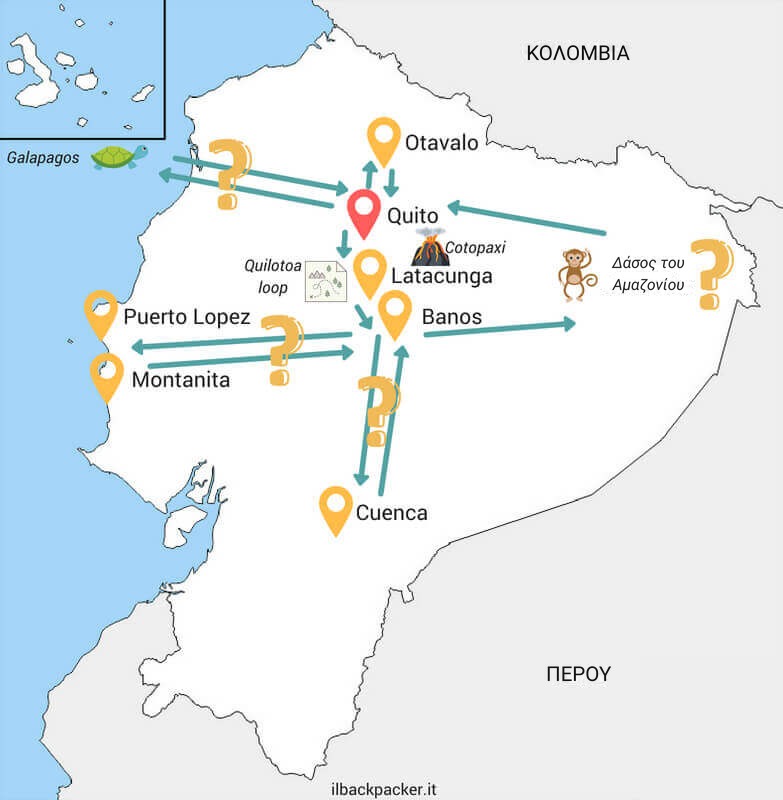 ΚΟΛΟΜΒΙΑ
Galapagos
?
Otavalo
Quito
Cotopaxi
Quilotoa
loop
Latacunga
Δάσος του
Αμαζονίου
?
Puerto Lopez
Banos
?
Montanita
?
Cuenca
ΠΕΡΟΥ
ilbackpacker.it